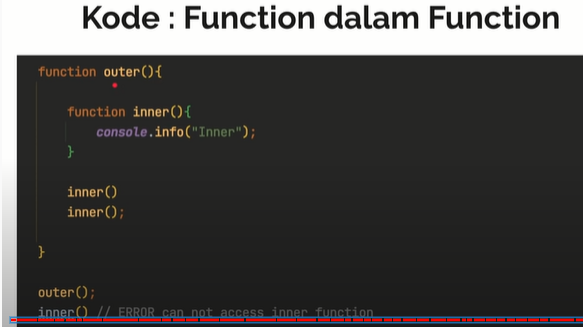 Kode : Function dalam Function
function outer(){
function inner(){
console.info("Inner");
}
inner()
inner();
}
outer();
inner() // ERROR can not access inner function